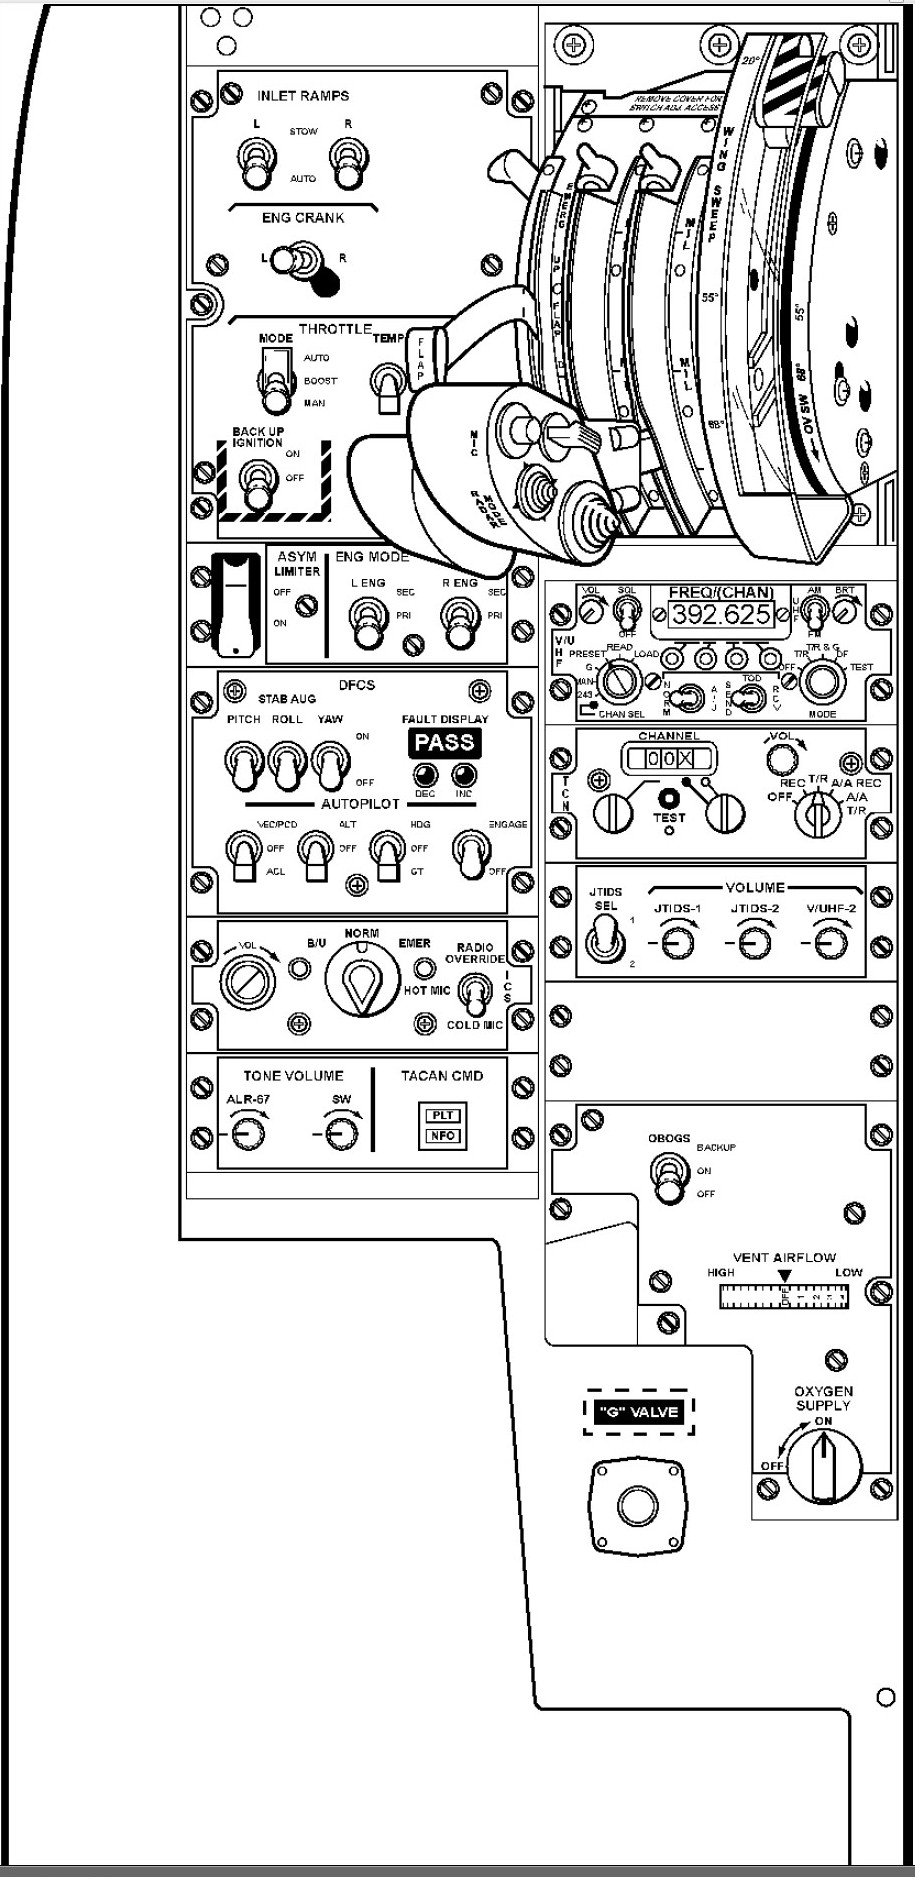 INLET RAMPS
L
STOW
R
AUTO
ENG CRANK
L
R
THROTTLE
MODE
TEMP
AUTO
BOOST
MAN
BACK UP
IGNITION
ON
OFF
FLAP
MIC
REMOVE COVER FOR
SWITCH ADJ. ACCESS
EMERG UP FLAP
WING SWEEP
20°
55°
68°
MIL
MIL
55°
68°
OV SW
ASYM
LIMITER
OFF
ON
ENG MODE
L ENG
R ENG
SEC
SEC
PRI
PRI
DFCS
STAB AUG
PITCH
ROLL
YAW
ON
OFF
FAULT DISPLAY
PASS
DEC
INC
AUTOPILOT
VEC/PCD
ALT
HDG
ENGAGE
OFF
OFF
OFF
OFF
ACL
GT
VOL
B/U
NORM
EMER
RADIO
OVERRIDE
HOT MIC
ICS
COLD MIC
TONE VOLUME
TACAN CMD
ALR-67
SW
PLT
NFO
VOL
SQL
OFF
FREQ/(CHAN)
392.625
UHF
AM
FM
BRT
V/UHF
READ
PRESET
LOAD
G
MAN
243
CHAN SEL
NORM
SEND
TOD
RCV
T/R & G
T/R
DF
OFF
TEST
MODE
CHANNEL
00X
VOL
TCN
TEST
REC
T/R
A/A REC
OFF
A/A
T/R
JTIDS
SEL
1
2
VOLUME
JTIDS-1
JTIDS-2
V/UHF-2
OBOGS
BACKUP
ON
OFF
VENT AIRFLOW
HIGH
LOW
OFF 1 2 3 4
OXYGEN
SUPPLY
ON
OFF
"G" VALVE